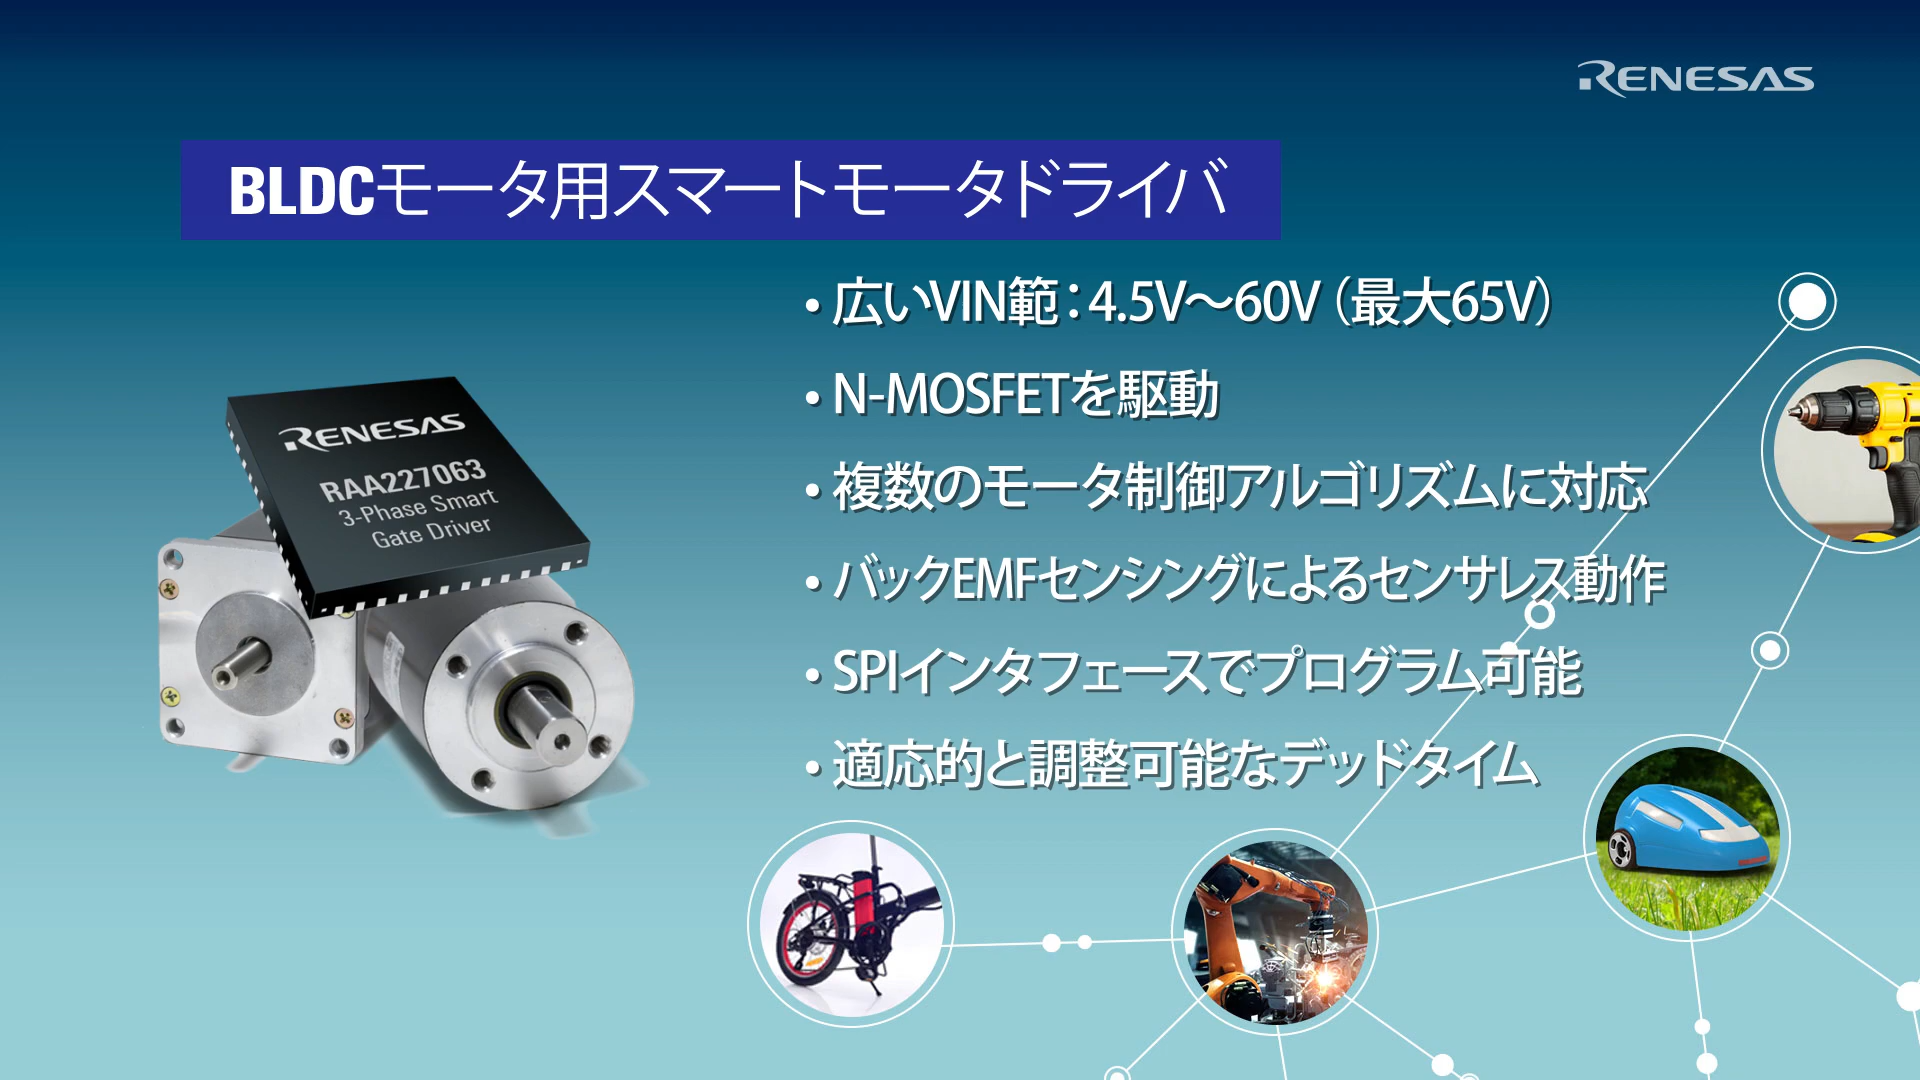 RENESAS
BLDCモータ用スマートモータドライバ
• 広いVIN範：4.5V～60V（最大65V）
• N-MOSFETを駆動
• 複数のモータ制御アルゴリズムに対応
• バックEMFセンシングによるセンサレス動作
• SPIインタフェースでプログラム可能
• 適応的と調整可能なデッドタイム
RENESAS
RAA227063
3-Phase Smart
Gate Driver